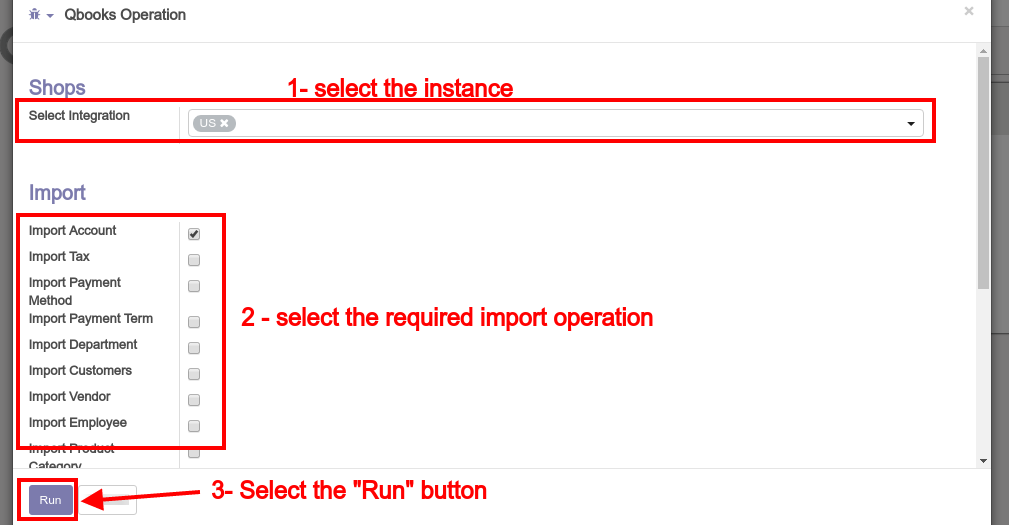 Qbooks Operation
×
Shops
1- select the instance
Select Integration
US ✖
Import
Import Account
Import Tax
Import Payment
Method
Import Payment Term
2 - select the required import operation
Import Department
Import Customers
Import Vendor
Import Employee
Import Product
Category
3- Select the "Run" button
Run